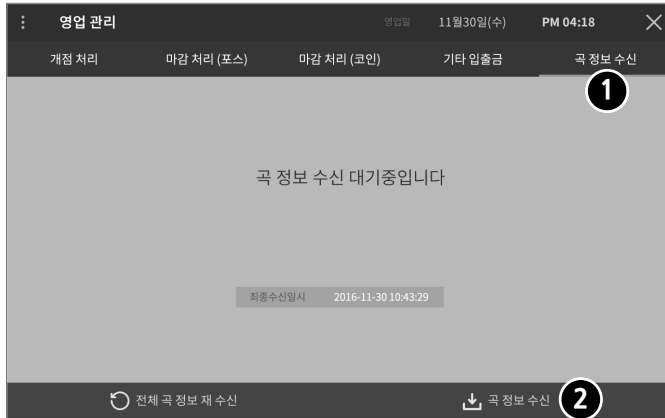 영업 관리 영업일 11월30일(수) PM 04:18
개점 처리 마감 처리 (포스) 마감 처리 (코인) 기타 입출금 곡 정보 수신
1
곡 정보 수신 대기중입니다
최종수신일시 2016-11-30 10:43:29
전체 곡 정보 재 수신 곡 정보 수신 2